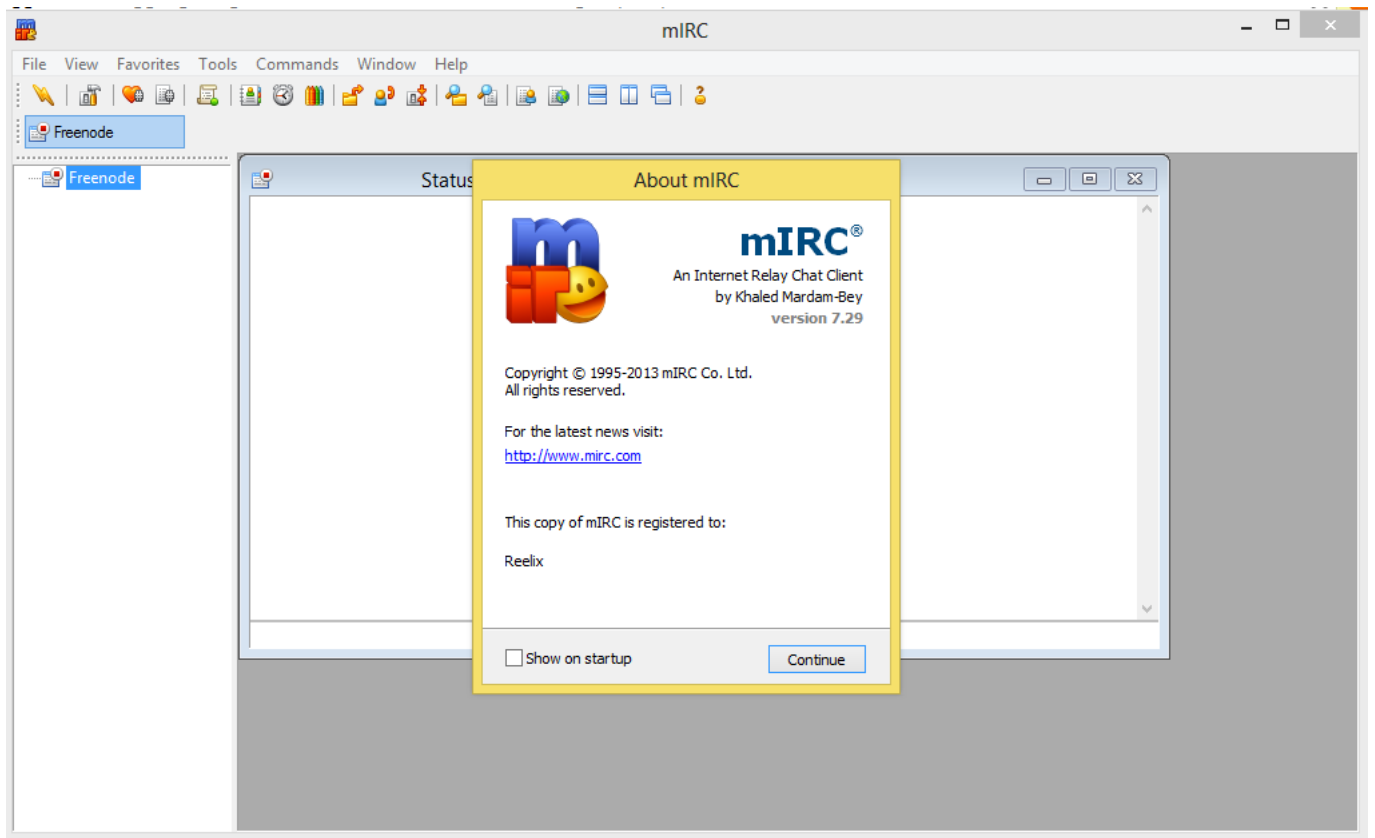 mIRC
File View Favorites Tools Commands Window Help
Freenode
Freenode
Status
About mIRC
mIRC®
An Internet Relay Chat Client
by Khaled Mardam-Bey
version 7.29
Copyright © 1995-2013 mIRC Co. Ltd.
All rights reserved.
For the latest news visit:
http://www.mirc.com
This copy of mIRC is registered to:
Reelix
Show on startup
Continue